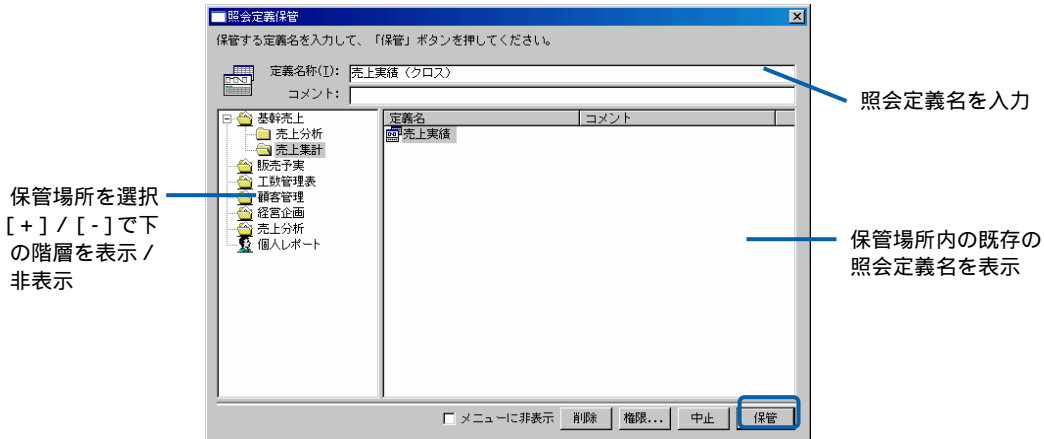 照会定義保管
保管する定義名を入力して、「保管」ボタンを押してください。
定義名称(I): 売上実績（クロス）
コメント:
照会定義名を入力
基幹売上
売上分析
売上集計
販売予実
工数管理表
顧客管理
経営企画
売上分析
個人レポート
定義名 コメント
売上実績
保管場所を選択
[+]/[-]で下
の階層を表示/
非表示
保管場所内の既存の
照会定義名を表示
メニューに非表示 削除 権限... 中止 保管